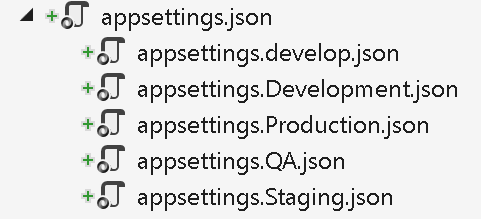 appsettings.json
appsettings.develop.json
appsettings.Development.json
appsettings.Production.json
appsettings.QA.json
appsettings.Staging.json